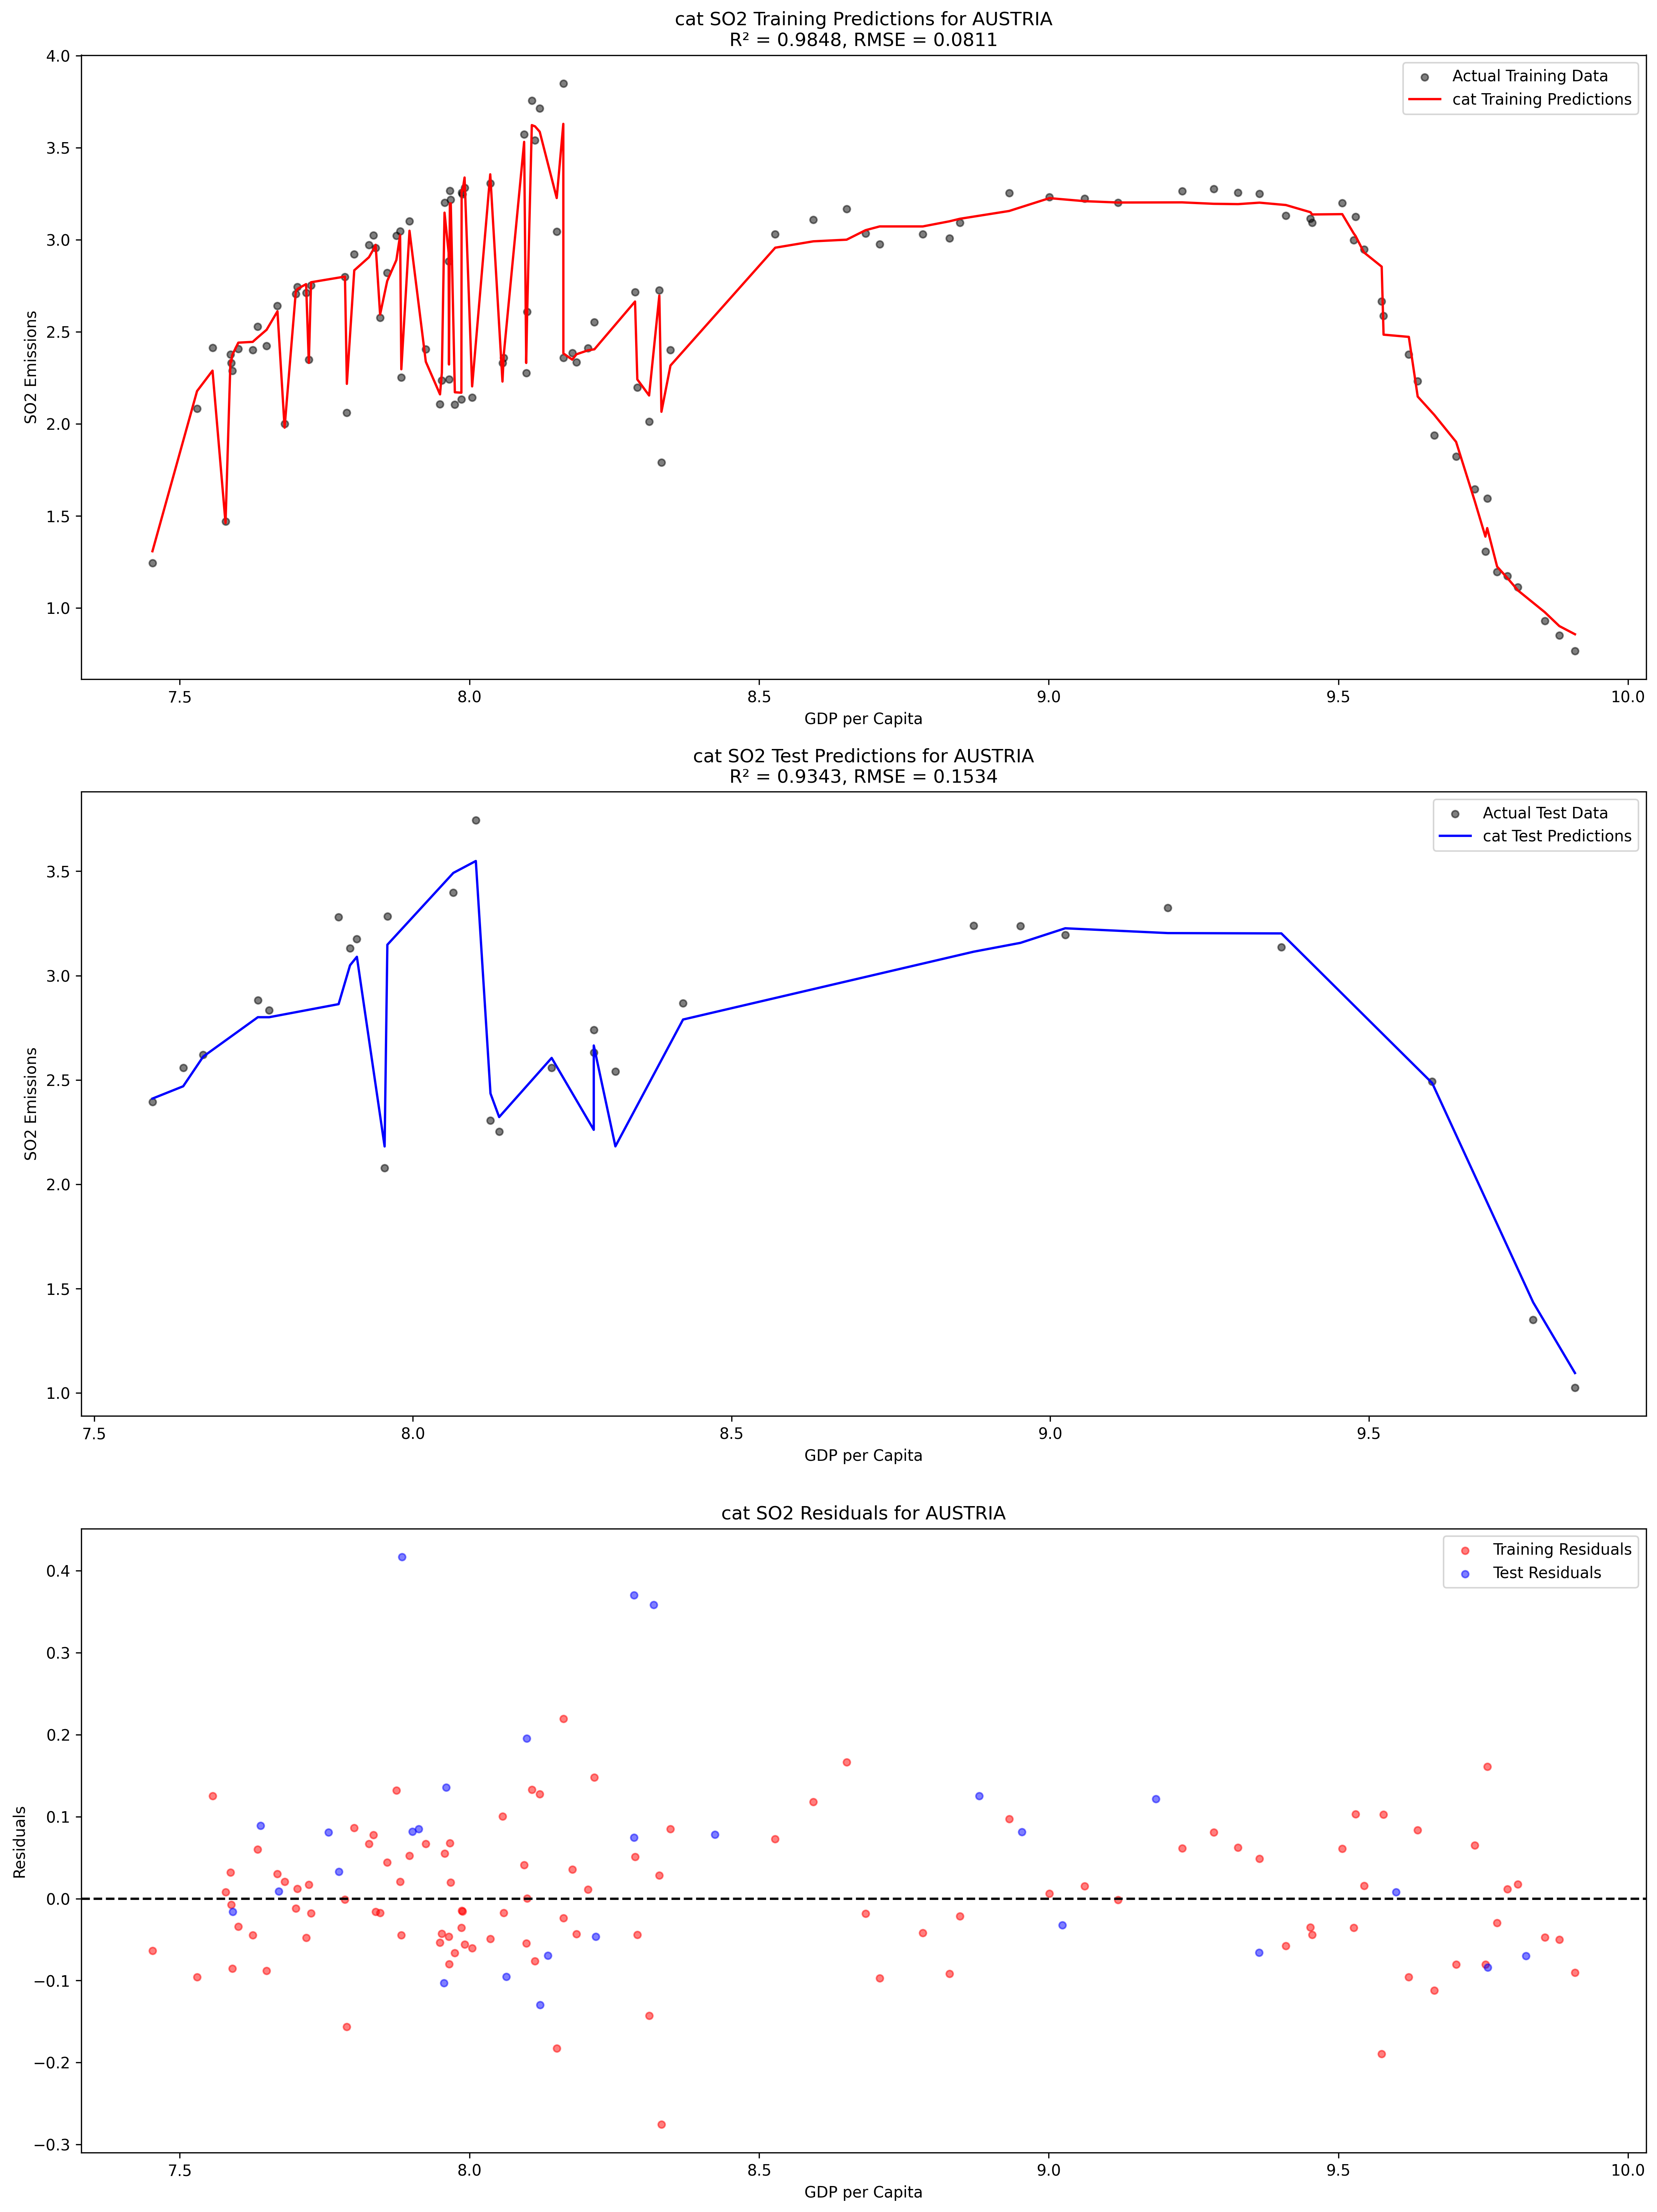 cat SO2 Training Predictions for AUSTRIA
R² = 0.9848, RMSE = 0.0811
Actual Training Data
cat Training Predictions
4.0
3.5
3.0
2.5
2.0
1.5
1.0
SO2 Emissions
7.5 8.0 8.5 9.0 9.5 10.0
GDP per Capita
cat SO2 Test Predictions for AUSTRIA
R² = 0.9343, RMSE = 0.1534
Actual Test Data
cat Test Predictions
3.5
3.0
2.5
2.0
1.5
1.0
SO2 Emissions
7.5 8.0 8.5 9.0 9.5
GDP per Capita
cat SO2 Residuals for AUSTRIA
Training Residuals
Test Residuals
0.4
0.3
0.2
0.1
0.0
−0.1
−0.2
−0.3
Residuals
7.5 8.0 8.5 9.0 9.5 10.0
GDP per Capita